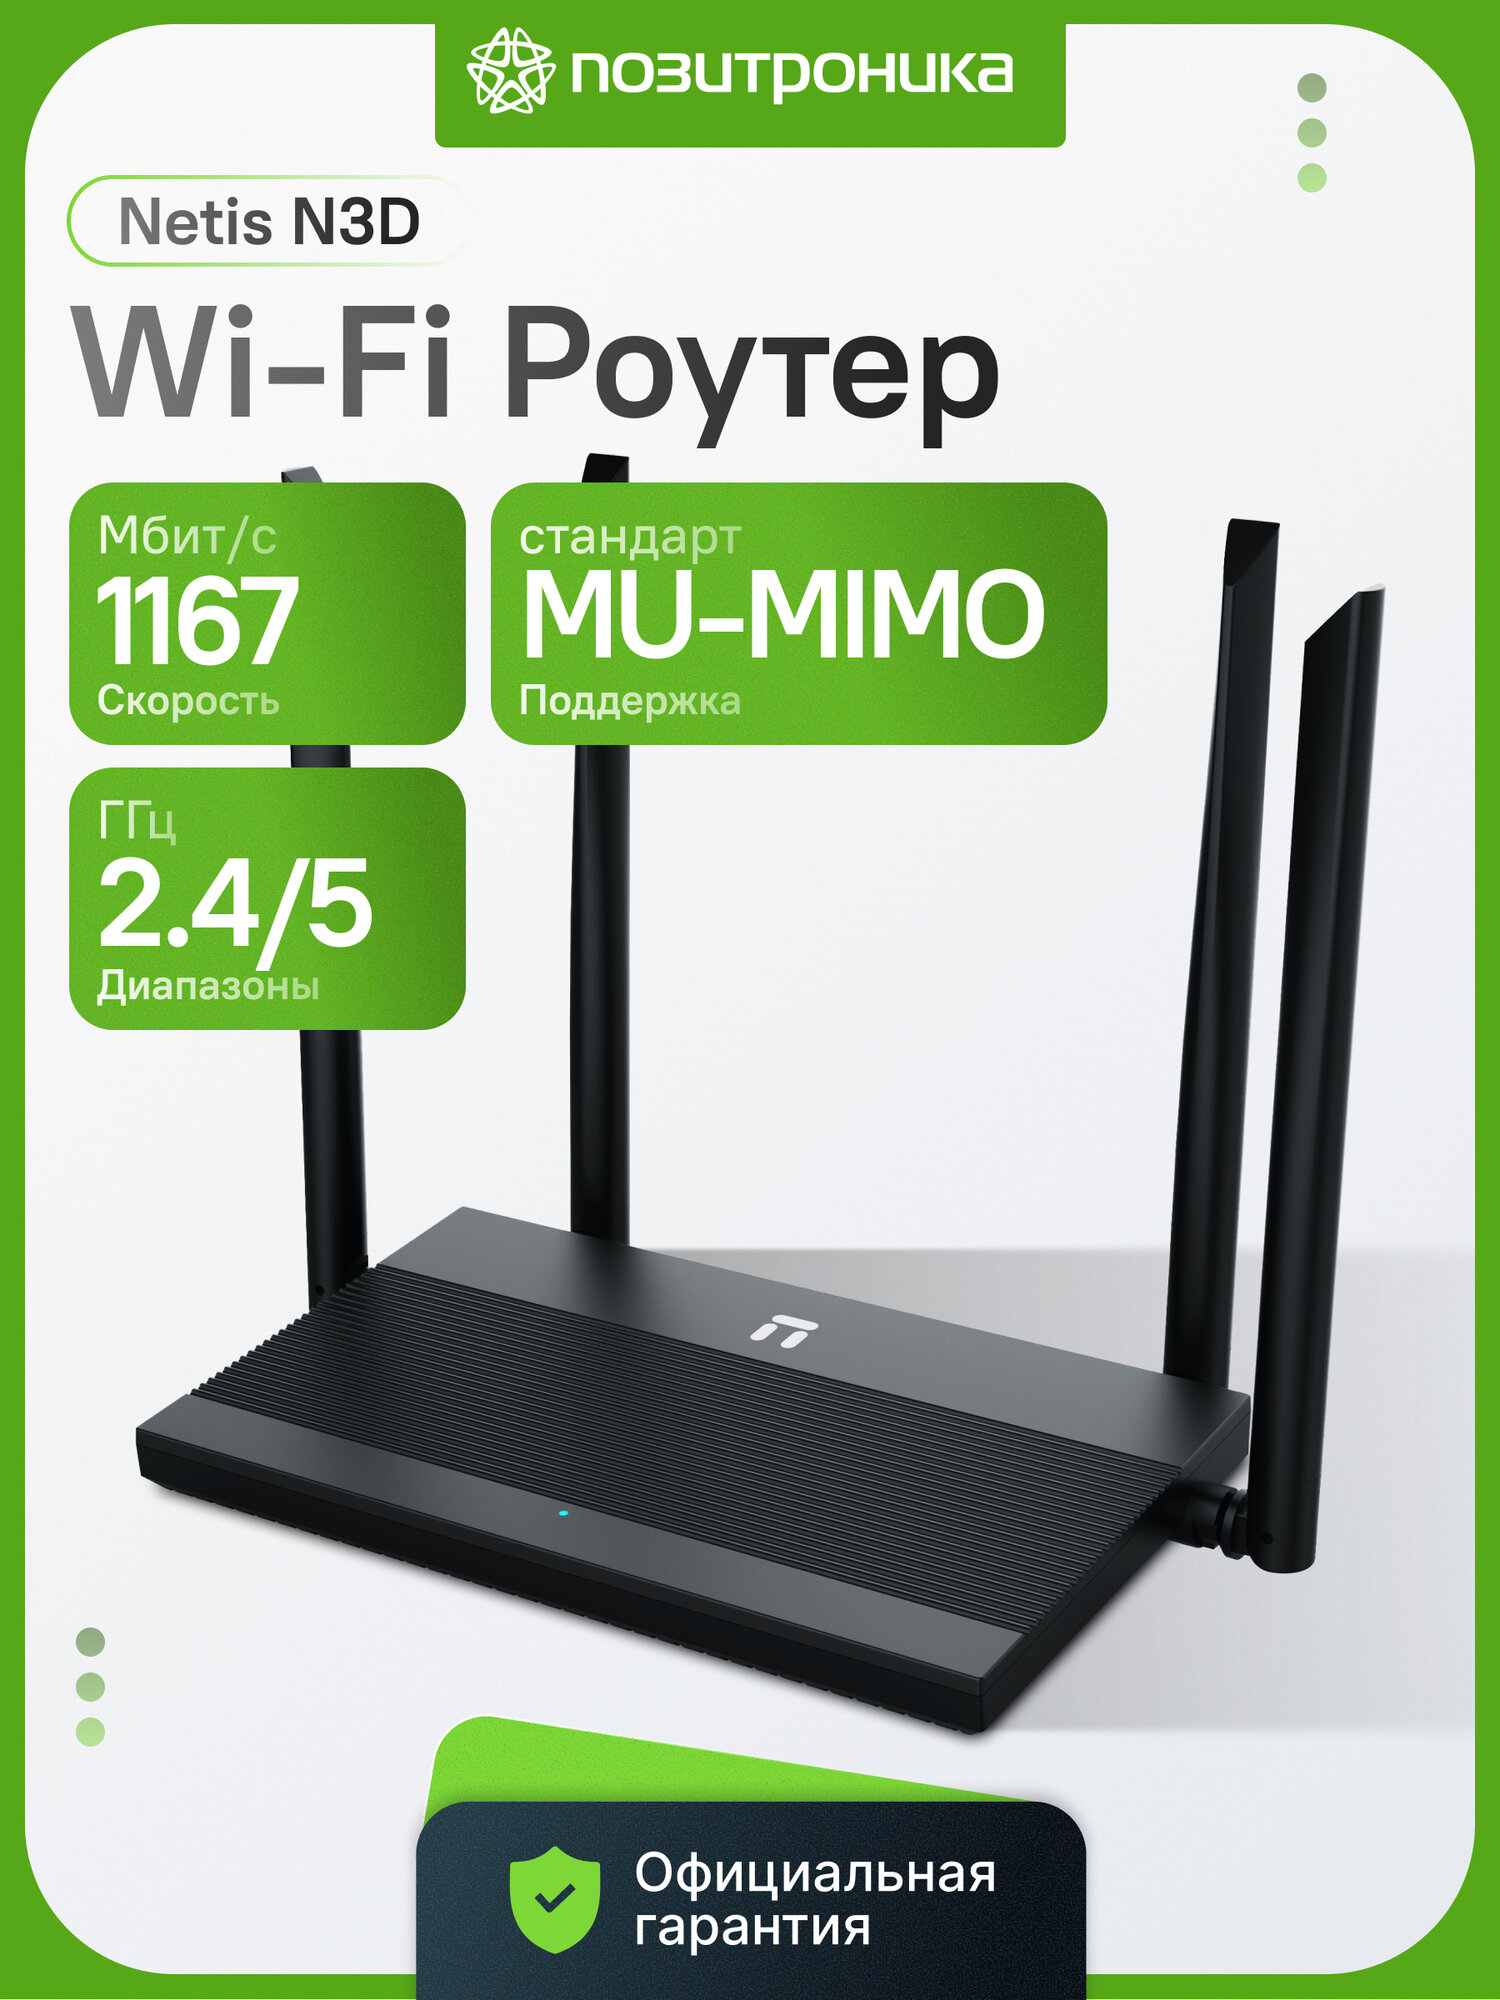 позитроника
Netis N3D
Wi-Fi Роутер
Мбит/с
1167
Скорость
стандарт
MU-MIMO
Поддержка
ГГц
2.4/5
Диапазоны
Официальная
гарантия